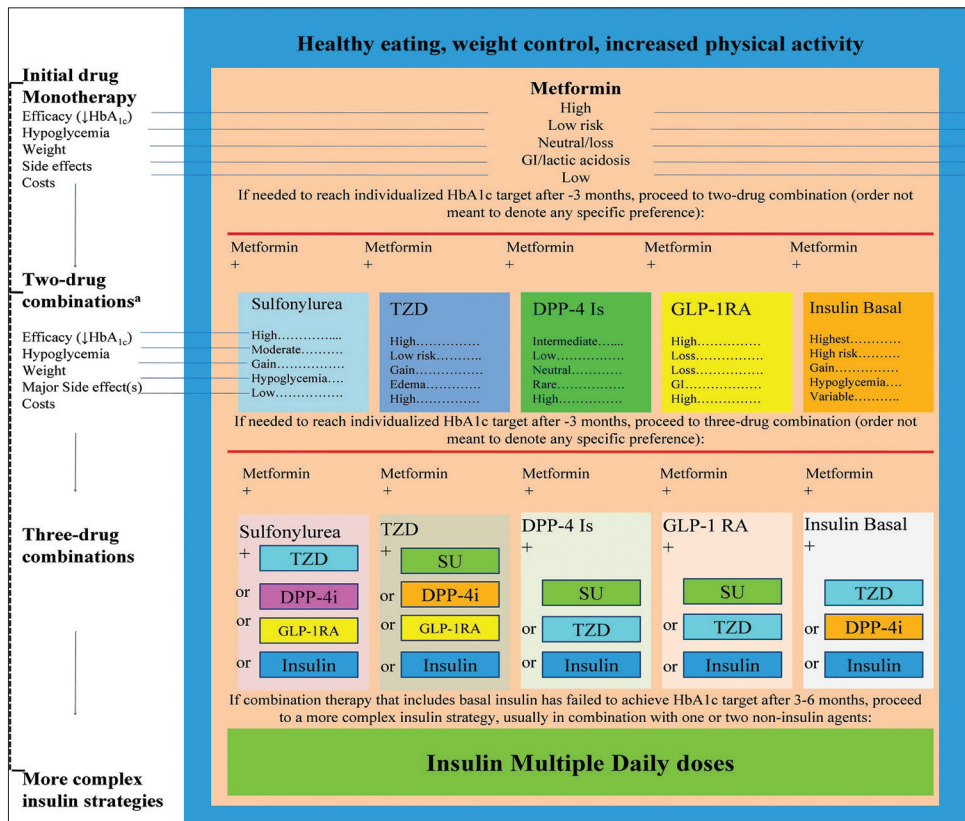 Healthy eating, weight control, increased physical activity
Initial drug
Monotherapy
Efficacy (↓HbA1c)
Hypoglycemia
Weight
Side effects
Costs
Metformin
High
Low risk
Neutral/loss
GI/lactic acidosis
Low
If needed to reach individualized HbA1c target after -3 months, proceed to two-drug combination (order not
meant to denote any specific preference):
Two-drug
combinationsª
Efficacy (↓HbA1c)
Hypoglycemia
Weight
Major Side effect(s)
Costs
Metformin
+
Sulfonylurea
High...............
Moderate..........
Gain...............
Hypoglycemia....
Low................
Metformin
+
TZD
High.............
Low risk...........
Gain..............
Edema............
High..............
Metformin
+
DPP-4 Is
Intermediate......
Low...............
Neutral............
Rare...............
High...............
Metformin
+
GLP-1RA
High..............
Loss...............
Loss...............
GI.................
High..............
Metformin
+
Insulin Basal
Highest............
High risk..........
Gain...............
Hypoglycemia....
Variable...........
If needed to reach individualized HbA1c target after -3 months, proceed to three-drug combination (order not
meant to denote any specific preference):
Three-drug
combinations
Metformin
+
Sulfonylurea
+ TZD
or DPP-4i
or GLP-1RA
or Insulin
Metformin
+
TZD
+ SU
or DPP-4i
or GLP-1RA
or Insulin
Metformin
+
DPP-4 Is
+
SU
or TZD
or Insulin
Metformin
+
GLP-1 RA
+
SU
or TZD
or Insulin
Metformin
+
Insulin Basal
+
TZD
or DPP-4i
or Insulin
If combination therapy that includes basal insulin has failed to achieve HbA1c target after 3-6 months, proceed
to a more complex insulin strategy, usually in combination with one or two non-insulin agents:
More complex
insulin strategies
Insulin Multiple Daily doses